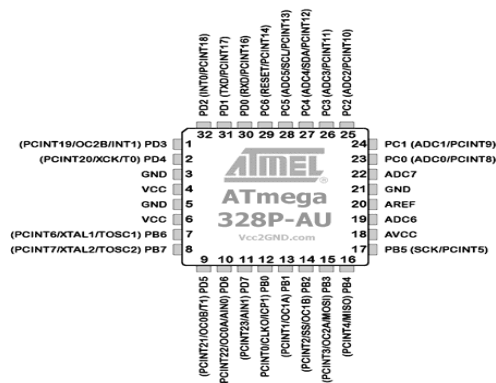 PD2 (INT0/PCINT18)
PD1 (TXD/PCINT17)
PD0 (RXD/PCINT16)
PC6 (RESET/PCINT14)
PC5 (ADC5/SCL/PCINT13)
PC4 (ADC4/SDA/PCINT12)
PC3 (ADC3/PCINT11)
PC2 (ADC2/PCINT10)
32 31 30 29 28 27 26 25
(PCINT19/OC2B/INT1) PD3 1
(PCINT20/XCK/T0) PD4 2
GND 3
VCC 4
GND 5
VCC 6
(PCINT6/XTAL1/TOSC1) PB6 7
(PCINT7/XTAL2/TOSC2) PB7 8
ATMEL
ATmega
328P-AU
Vcc2GND.com
24 PC1 (ADC1/PCINT9)
23 PC0 (ADC0/PCINT8)
22 ADC7
21 GND
20 AREF
19 ADC6
18 AVCC
17 PB5 (SCK/PCINT5)
9 10 11 12 13 14 15 16
(PCINT21/OC0B/T1) PD5
(PCINT22/OC0A/AIN0) PD6
(PCINT23/AIN1) PD7
(PCINT0/CLKO/ICP1) PB0
(PCINT1/OC1A) PB1
(PCINT2/SS/OC1B) PB2
(PCINT3/OC2A/MOSI) PB3
(PCINT4/MISO) PB4